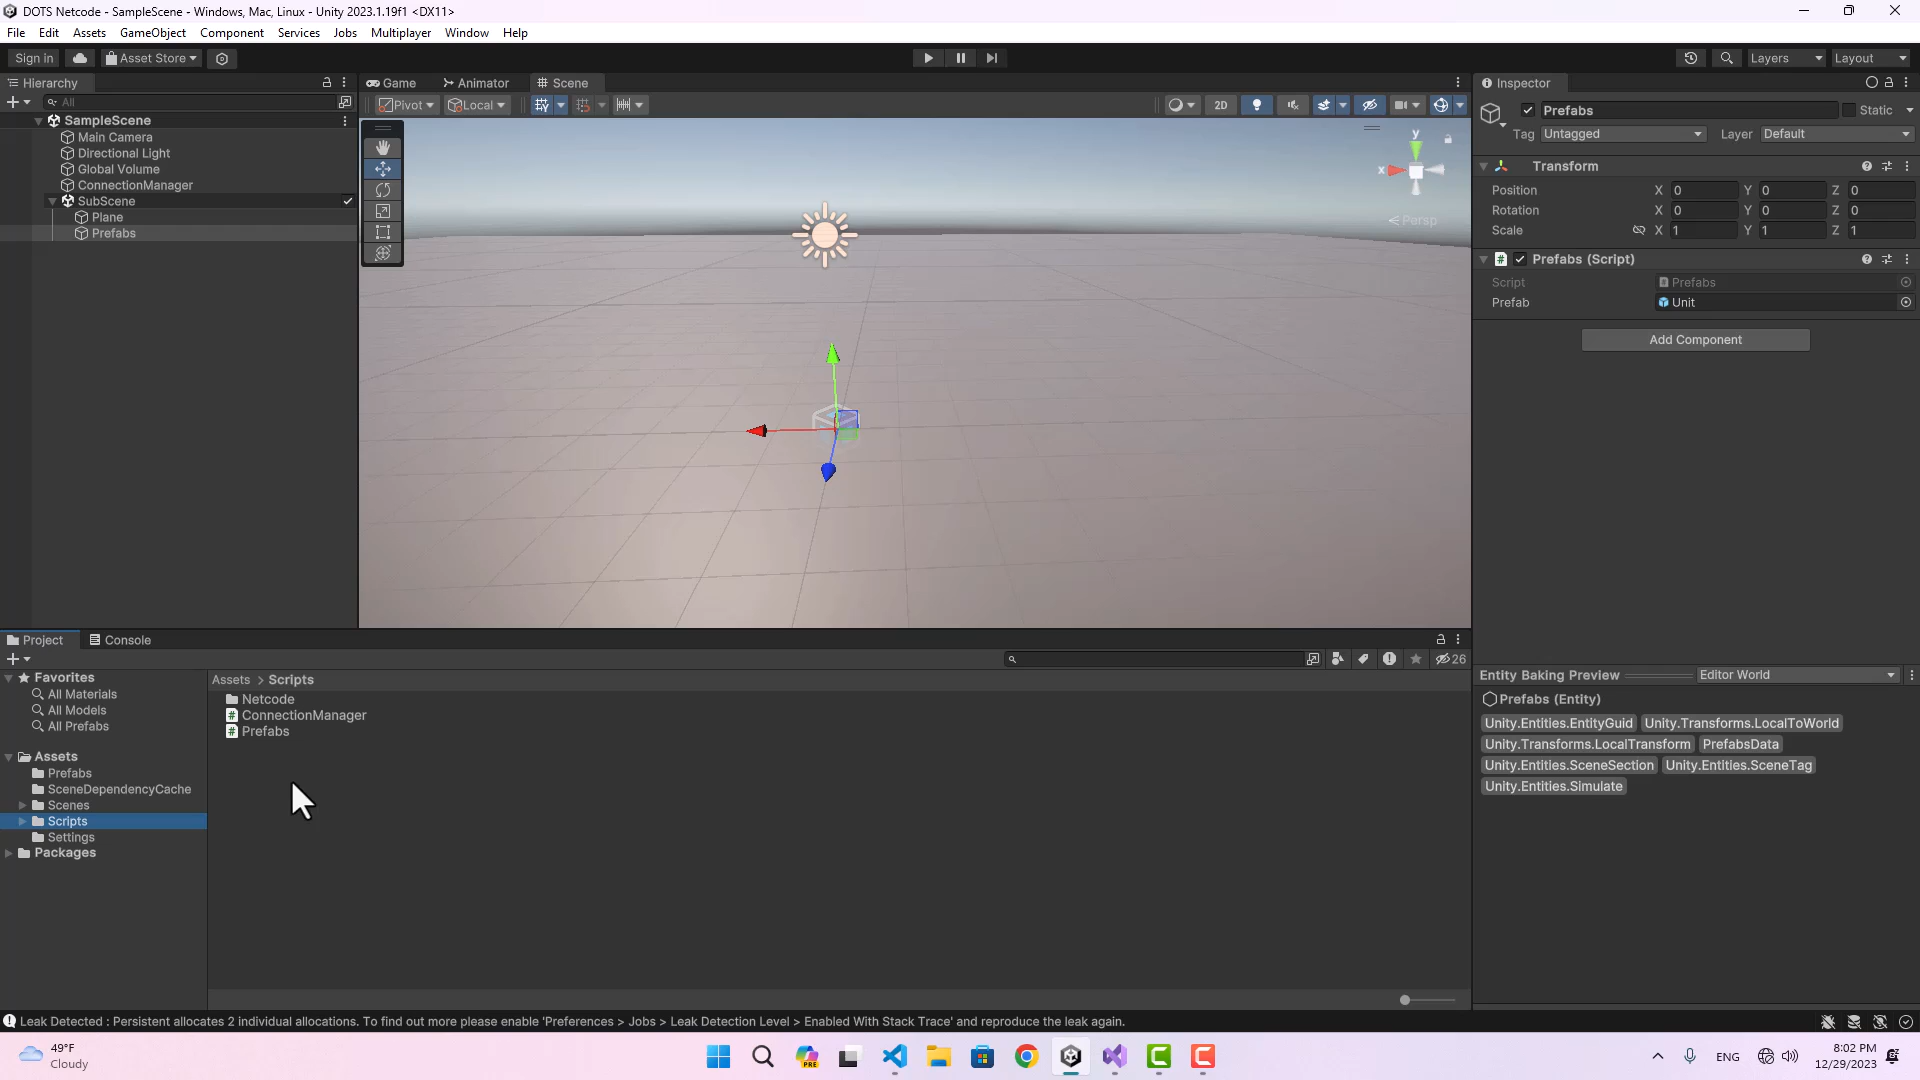 DOTS Netcode - SampleScene - Windows, Mac, Linux - Unity 2023.1.19f1 <DX11>
File Edit Assets GameObject Component Services Jobs Multiplayer Window Help
Sign in Asset Store Layers Layout
Hierarchy
All
SampleScene
Main Camera
Directional Light
Global Volume
ConnectionManager
SubScene
Plane
Prefabs
Game Animator Scene
Pivot Local 2D
y
x
Persp
Inspector
Prefabs Static
Tag Untagged Layer Default
Transform
Position X 0 Y 0 Z 0
Rotation X 0 Y 0 Z 0
Scale X 1 Y 1 Z 1
Prefabs (Script)
Script Prefabs
Prefab Unit
Add Component
Project Console
26
Favorites
All Materials
All Models
All Prefabs
Assets
Prefabs
SceneDependencyCache
Scenes
Scripts
Settings
Packages
Assets > Scripts
Netcode
ConnectionManager
Prefabs
Entity Baking Preview Editor World
Prefabs (Entity)
Unity.Entities.EntityGuid Unity.Transforms.LocalToWorld
Unity.Transforms.LocalTransform PrefabsData
Unity.Entities.SceneSection Unity.Entities.SceneTag
Unity.Entities.Simulate
Leak Detected : Persistent allocates 2 individual allocations. To find out more please enable 'Preferences > Jobs > Leak Detection Level > Enabled With Stack Trace' and reproduce the leak again.
49°F
Cloudy
PRE
ENG
8:02 PM
12/29/2023